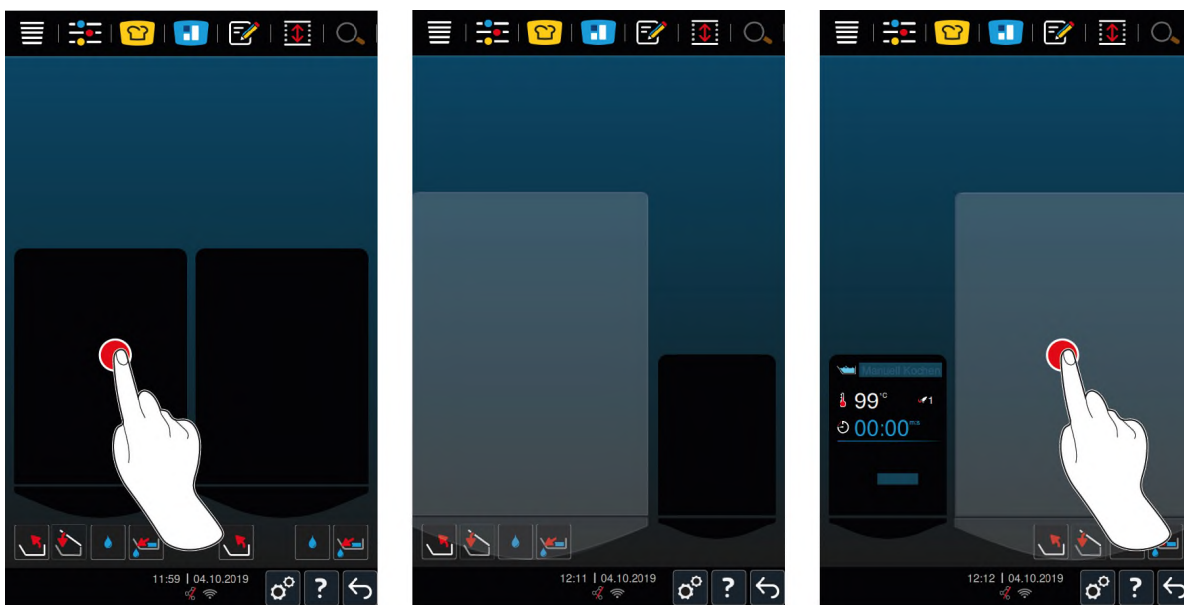 11:59 | 04.10.2019
?
12:11 | 04.10.2019
?
Manuell Kochen
99°C
1
00:00 m:s
12:12 | 04.10.2019
?